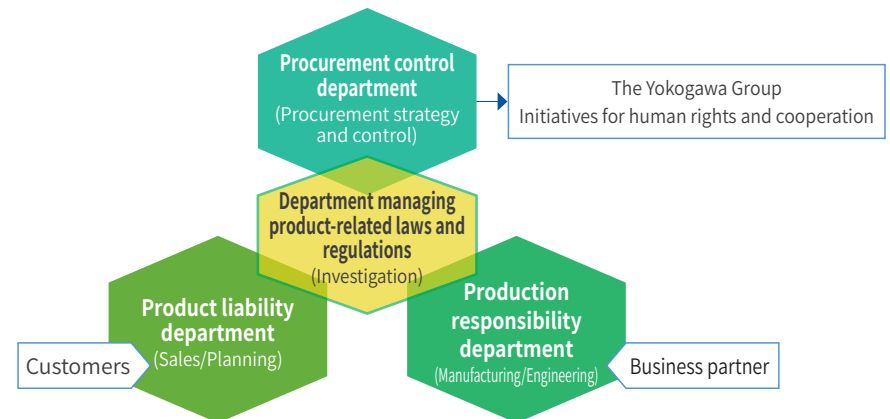 Procurement control
department
(Procurement strategy
and control)
The Yokogawa Group
Initiatives for human rights and cooperation
Department managing
product-related laws and
regulations
(Investigation)
Product liability
department
(Sales/Planning)
Production
responsibility
department
(Manufacturing/Engineering)
Customers
Business partner